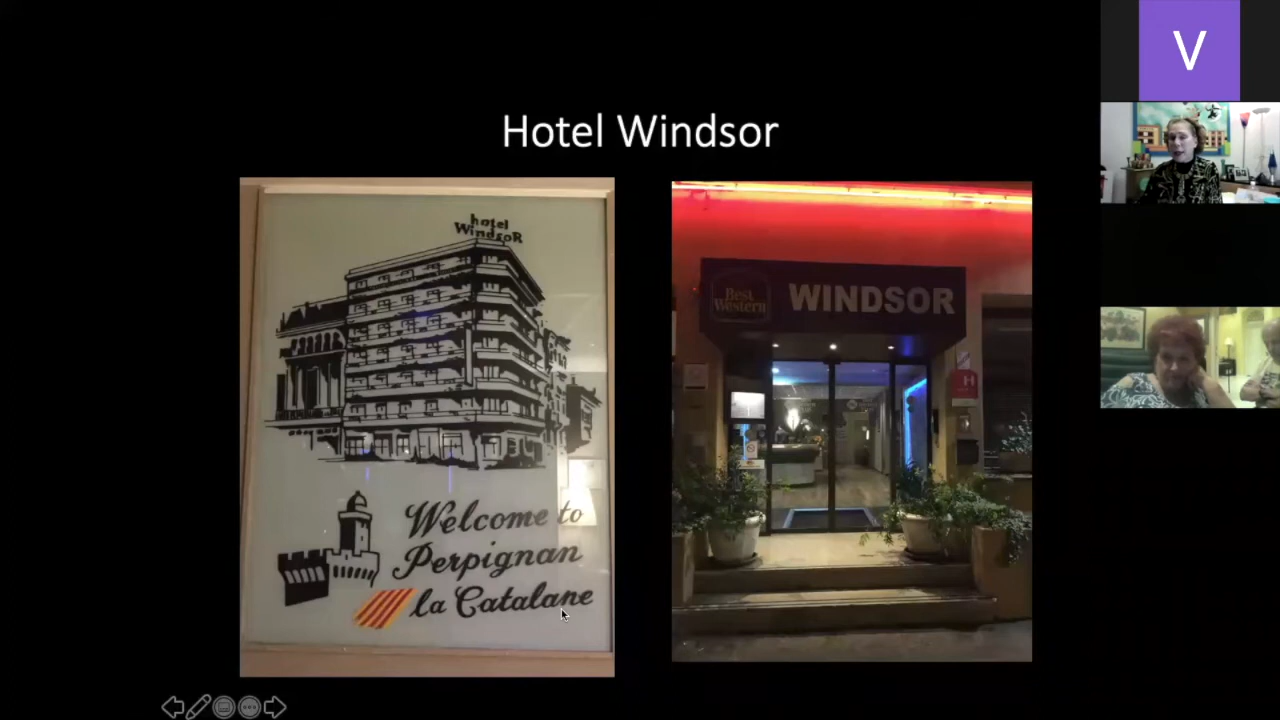 V
Hotel Windsor
hotel
WindsoR
Welcome to
Perpignan
la Catalane
Best
Western
WINDSOR
H